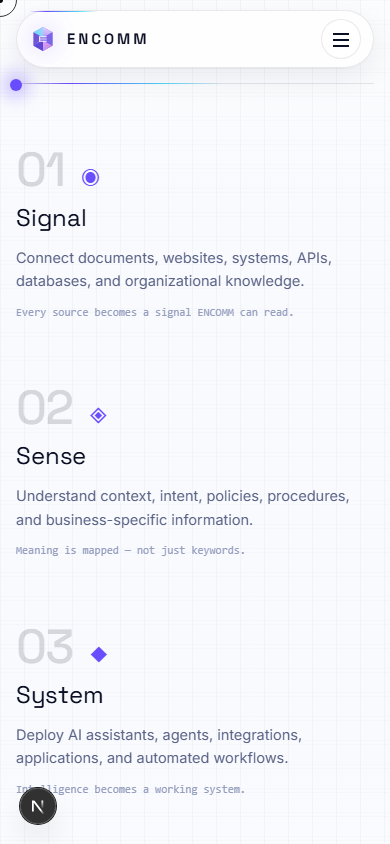 ENCOMM
01
Signal
Connect documents, websites, systems, APIs,
databases, and organizational knowledge.
Every source becomes a signal ENCOMM can read.
02
Sense
Understand context, intent, policies, procedures,
and business-specific information.
Meaning is mapped — not just keywords.
03
System
Deploy AI assistants, agents, integrations,
applications, and automated workflows.
Intelligence becomes a working system.
N